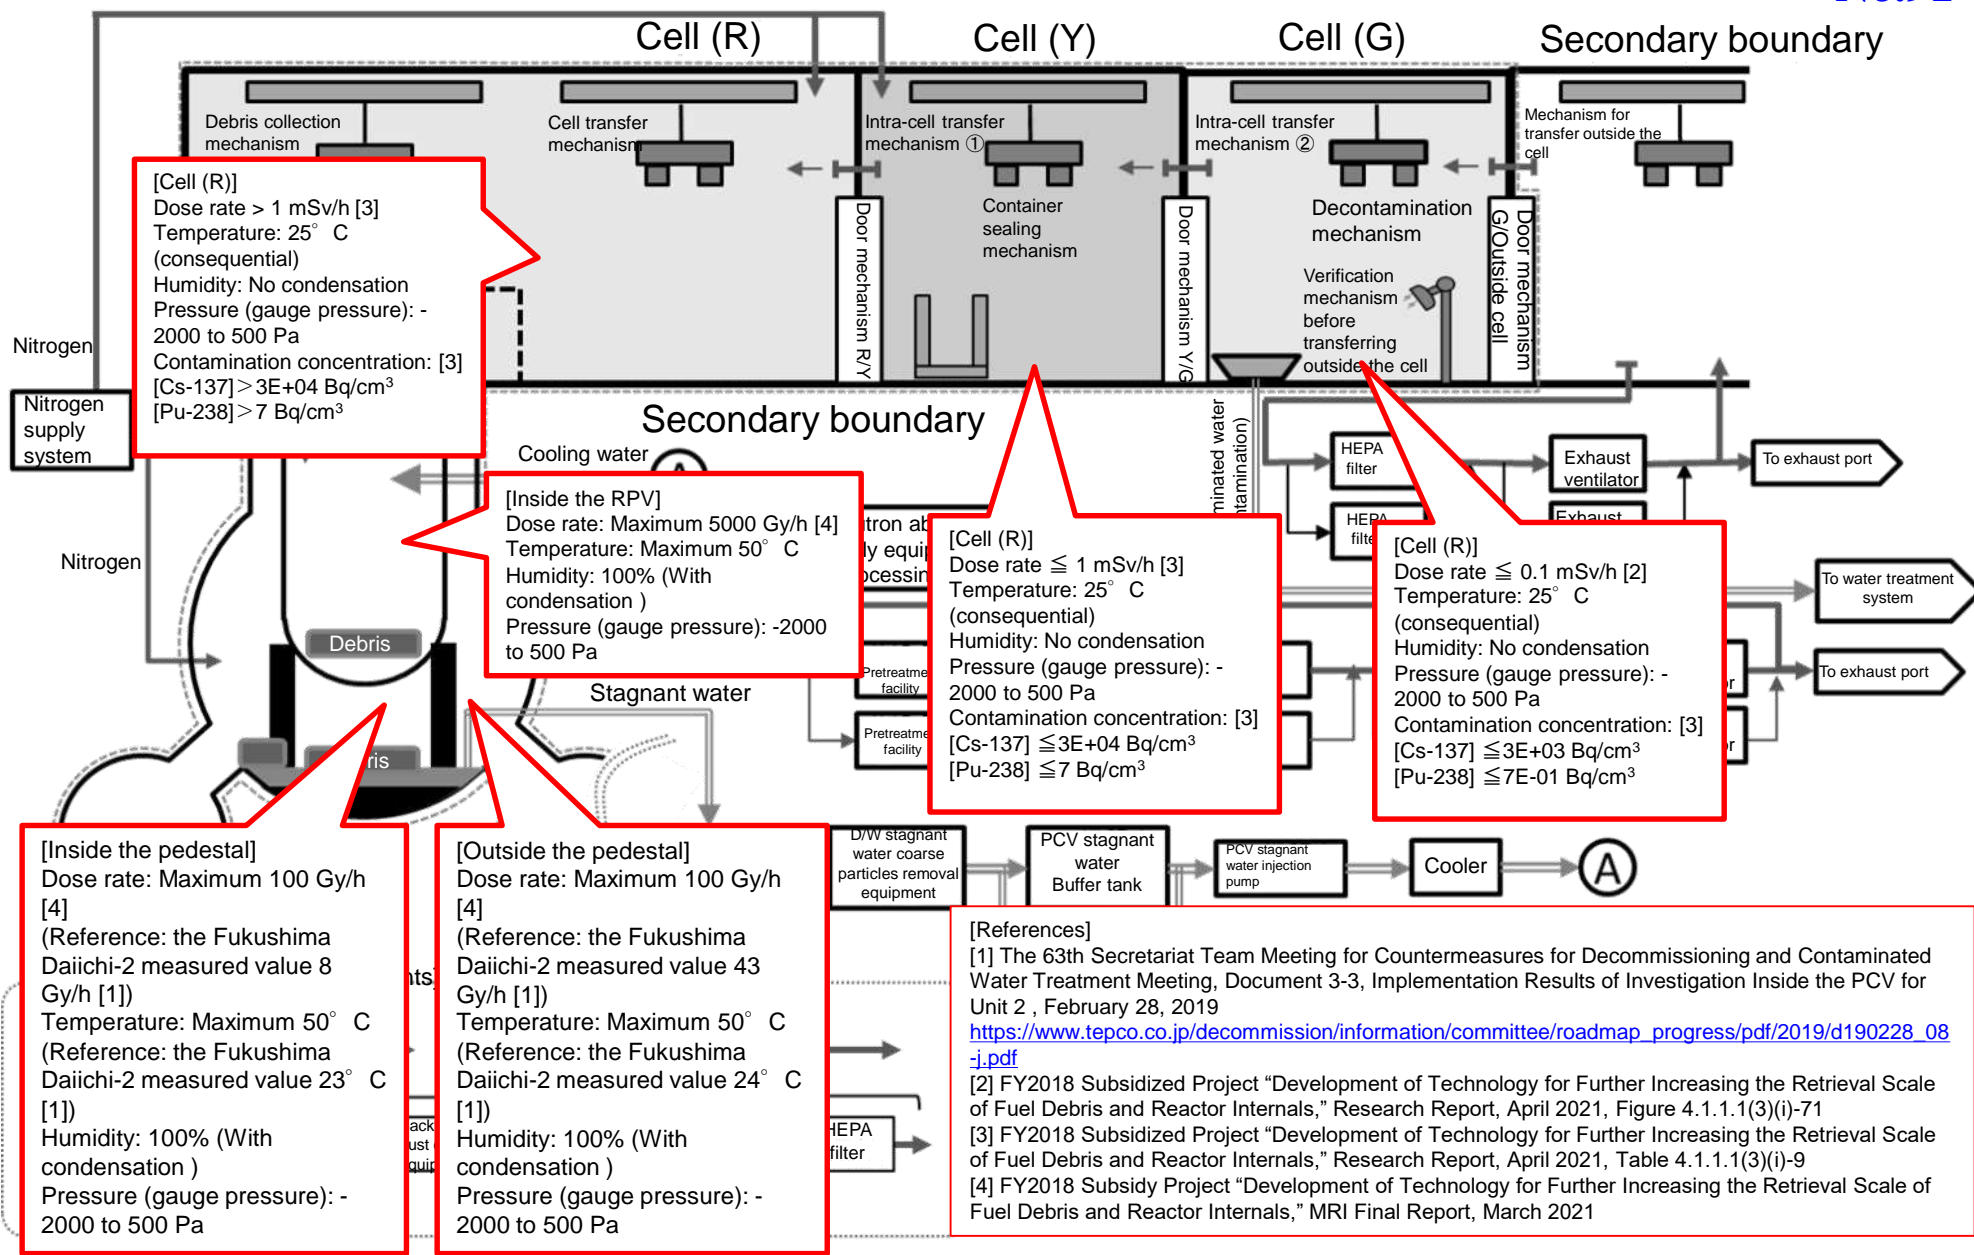 Cell (R)
Cell (Y)
Cell (G)
Secondary boundary
Debris collection
mechanism
Cell transfer
mechanism
Intra-cell transfer
mechanism ①
Intra-cell transfer
mechanism ②
Mechanism for
transfer outside the
cell
[Cell (R)]
Dose rate > 1 mSv/h [3]
Temperature: 25° C
(consequential)
Humidity: No condensation
Pressure (gauge pressure): -
2000 to 500 Pa
Contamination concentration: [3]
[Cs-137]＞3E+04 Bq/cm³
[Pu-238]＞7 Bq/cm³
Door mechanism R/Y
Container
sealing
mechanism
Door mechanism Y/G
Decontamination
mechanism
Verification
mechanism
before
transferring
outside the cell
Door mechanism
G/Outside cell
Nitrogen
Nitrogen
supply
system
Nitrogen
Secondary boundary
Cooling water
HEPA
filter
Exhaust
ventilator
To exhaust port
HEPA
Exhaust
[Inside the RPV]
Dose rate: Maximum 5000 Gy/h [4]
Temperature: Maximum 50° C
Humidity: 100% (With
condensation )
Pressure (gauge pressure): -2000
to 500 Pa
[Cell (R)]
Dose rate ≦ 1 mSv/h [3]
Temperature: 25° C
(consequential)
Humidity: No condensation
Pressure (gauge pressure): -
2000 to 500 Pa
Contamination concentration: [3]
[Cs-137] ≦3E+04 Bq/cm³
[Pu-238] ≦7 Bq/cm³
[Cell (R)]
Dose rate ≦ 0.1 mSv/h [2]
Temperature: 25° C
(consequential)
Humidity: No condensation
Pressure (gauge pressure): -
2000 to 500 Pa
Contamination concentration: [3]
[Cs-137] ≦3E+03 Bq/cm³
[Pu-238] ≦7E-01 Bq/cm³
To water treatment
system
To exhaust port
Debris
Stagnant water
facility
facility
[Inside the pedestal]
Dose rate: Maximum 100 Gy/h
[4]
(Reference: the Fukushima
Daiichi-2 measured value 8
Gy/h [1])
Temperature: Maximum 50° C
(Reference: the Fukushima
Daiichi-2 measured value 23° C
[1])
Humidity: 100% (With
condensation )
Pressure (gauge pressure): -
2000 to 500 Pa
[Outside the pedestal]
Dose rate: Maximum 100 Gy/h
[4]
(Reference: the Fukushima
Daiichi-2 measured value 43
Gy/h [1])
Temperature: Maximum 50° C
(Reference: the Fukushima
Daiichi-2 measured value 24° C
[1])
Humidity: 100% (With
condensation )
Pressure (gauge pressure): -
2000 to 500 Pa
D/W stagnant
water coarse
particles removal
equipment
PCV stagnant
water
Buffer tank
PCV stagnant
water injection
pump
Cooler
A
HEPA
filter
[References]
[1] The 63th Secretariat Team Meeting for Countermeasures for Decommissioning and Contaminated
Water Treatment Meeting, Document 3-3, Implementation Results of Investigation Inside the PCV for
Unit 2 , February 28, 2019
https://www.tepco.co.jp/decommission/information/committee/roadmap_progress/pdf/2019/d190228_08
-j.pdf
[2] FY2018 Subsidized Project “Development of Technology for Further Increasing the Retrieval Scale
of Fuel Debris and Reactor Internals,” Research Report, April 2021, Figure 4.1.1.1(3)(i)-71
[3] FY2018 Subsidized Project “Development of Technology for Further Increasing the Retrieval Scale
of Fuel Debris and Reactor Internals,” Research Report, April 2021, Table 4.1.1.1(3)(i)-9
[4] FY2018 Subsidy Project “Development of Technology for Further Increasing the Retrieval Scale of
Fuel Debris and Reactor Internals,” MRI Final Report, March 2021